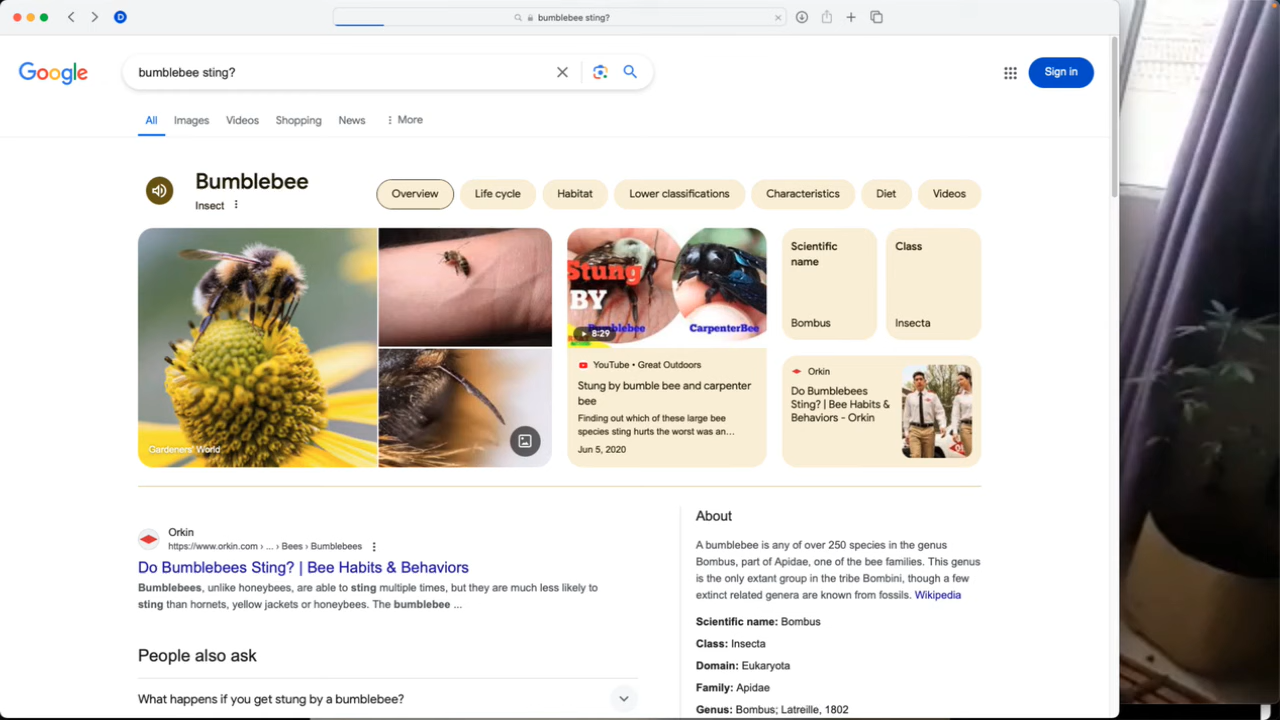 D
bumblebee sting?
Google
bumblebee sting?
Sign in
All
Images
Videos
Shopping
News
More
Bumblebee
Insect
Overview
Life cycle
Habitat
Lower classifications
Characteristics
Diet
Videos
Gardeners' World
Stung
BY
Bumblebee
CarpenterBee
8:29
YouTube • Great Outdoors
Stung by bumble bee and carpenter
bee
Finding out which of these large bee
species sting hurts the worst was an...
Jun 5, 2020
Scientific
name
Bombus
Class
Insecta
Orkin
Do Bumblebees
Sting? | Bee Habits &
Behaviors - Orkin
Orkin
https://www.orkin.com › ... › Bees › Bumblebees
Do Bumblebees Sting? | Bee Habits & Behaviors
Bumblebees, unlike honeybees, are able to sting multiple times, but they are much less likely to
sting than hornets, yellow jackets or honeybees. The bumblebee ...
People also ask
What happens if you get stung by a bumblebee?
About
A bumblebee is any of over 250 species in the genus
Bombus, part of Apidae, one of the bee families. This genus
is the only extant group in the tribe Bombini, though a few
extinct related genera are known from fossils. Wikipedia
Scientific name: Bombus
Class: Insecta
Domain: Eukaryota
Family: Apidae
Genus: Bombus; Latreille, 1802